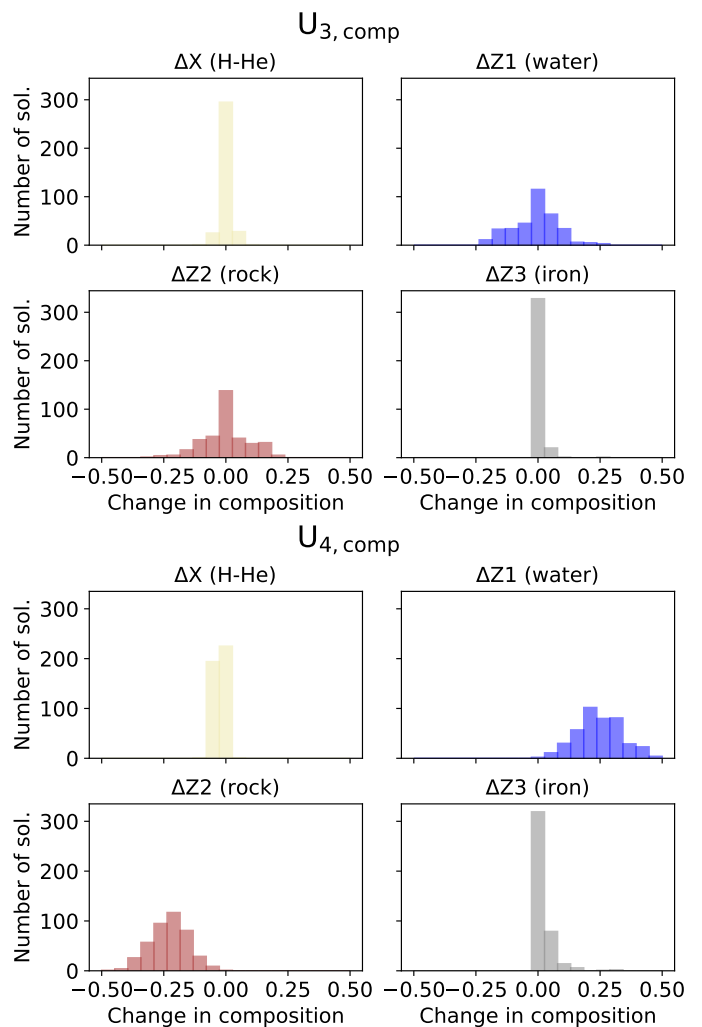 U3, comp
ΔX (H-He) ΔZ1 (water)
Number of sol.
300
200
100
0
ΔZ2 (rock) ΔZ3 (iron)
Number of sol.
300
200
100
0
−0.50 −0.25 0.00 0.25 0.50 −0.50 −0.25 0.00 0.25 0.50
Change in composition Change in composition
U4, comp
ΔX (H-He) ΔZ1 (water)
Number of sol.
300
200
100
0
ΔZ2 (rock) ΔZ3 (iron)
Number of sol.
300
200
100
0
−0.50 −0.25 0.00 0.25 0.50 −0.50 −0.25 0.00 0.25 0.50
Change in composition Change in composition